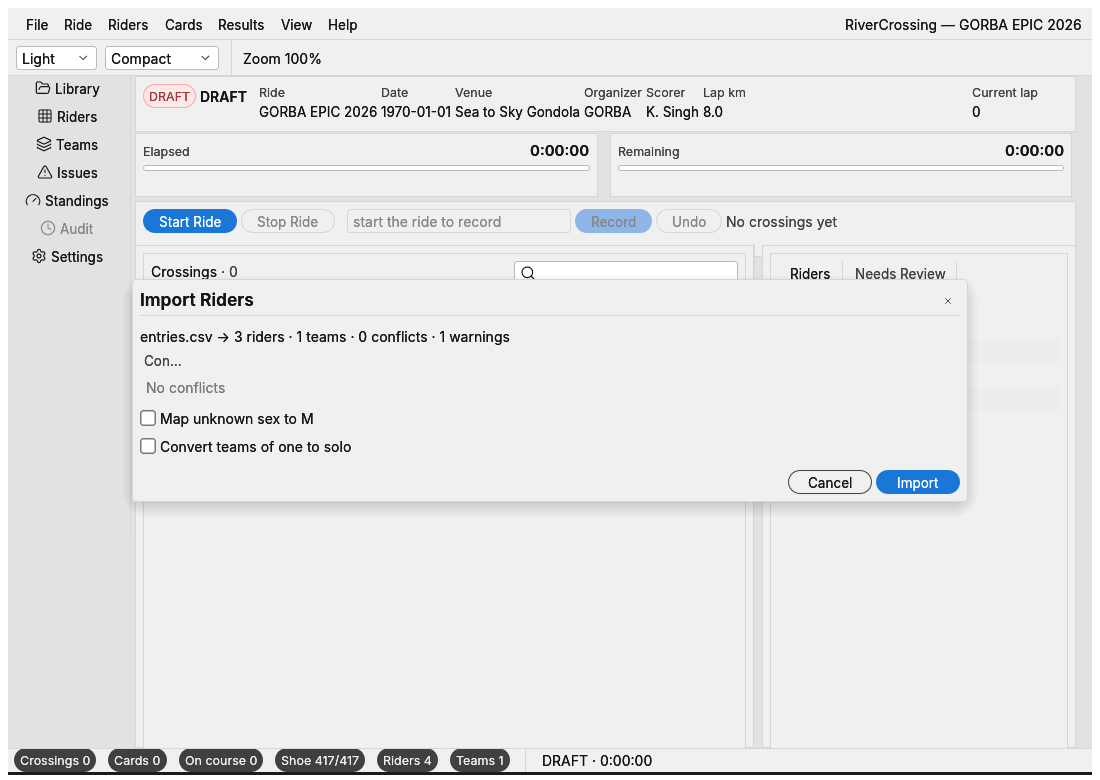 File Ride Riders Cards Results View Help RiverCrossing — GORBA EPIC 2026
Light Compact Zoom 100%
Library
Riders
Teams
Issues
Standings
Audit
Settings
DRAFT DRAFT
Ride Date Venue Organizer Scorer Lap km Current lap
GORBA EPIC 2026 1970-01-01 Sea to Sky Gondola GORBA K. Singh 8.0 0
Elapsed 0:00:00 Remaining 0:00:00
Start Ride Stop Ride start the ride to record Record Undo No crossings yet
Crossings · 0 Riders Needs Review
Import Riders ×
entries.csv → 3 riders · 1 teams · 0 conflicts · 1 warnings
Con...
No conflicts
Map unknown sex to M
Convert teams of one to solo
Cancel Import
Crossings 0 Cards 0 On course 0 Shoe 417/417 Riders 4 Teams 1 DRAFT · 0:00:00